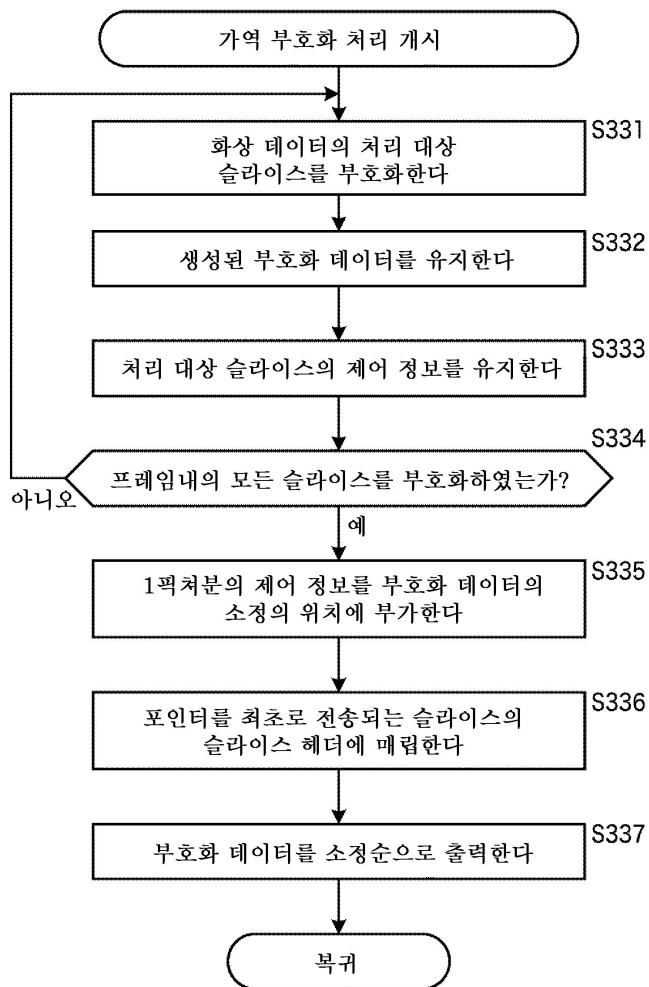 가역 부호화 처리 개시
S331
화상 데이터의 처리 대상
슬라이스를 부호화한다
S332
생성된 부호화 데이터를 유지한다
S333
처리 대상 슬라이스의 제어 정보를 유지한다
S334
프레임내의 모든 슬라이스를 부호화하였는가?
아니오
예
S335
1픽쳐분의 제어 정보를 부호화 데이터의
소정의 위치에 부가한다
S336
포인터를 최초로 전송되는 슬라이스의
슬라이스 헤더에 매립한다
S337
부호화 데이터를 소정순으로 출력한다
복귀